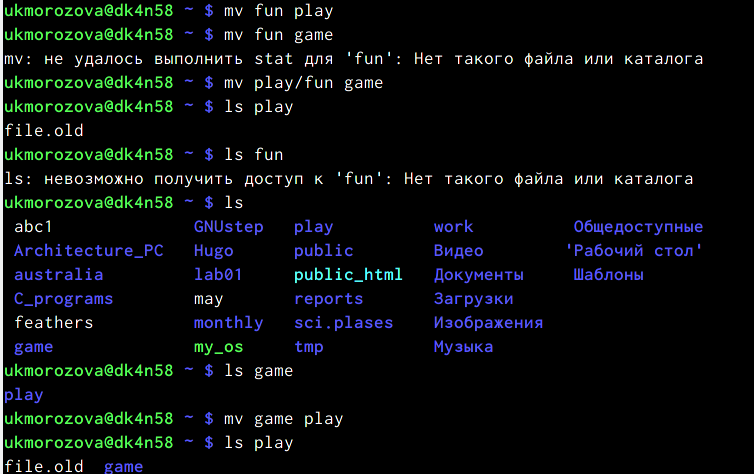 ukmorozova@dk4n58 ~ $ mv fun play
ukmorozova@dk4n58 ~ $ mv fun game
mv: не удалось выполнить stat для 'fun': Нет такого файла или каталога
ukmorozova@dk4n58 ~ $ mv play/fun game
ukmorozova@dk4n58 ~ $ ls play
file.old
ukmorozova@dk4n58 ~ $ ls fun
ls: невозможно получить доступ к 'fun': Нет такого файла или каталога
ukmorozova@dk4n58 ~ $ ls
abc1 GNUstep play work Общедоступные
Architecture_PC Hugo public Видео 'Рабочий стол'
australia lab01 public_html Документы Шаблоны
C_programs may reports Загрузки
feathers monthly sci.plases Изображения
game my_os tmp Музыка
ukmorozova@dk4n58 ~ $ ls game
play
ukmorozova@dk4n58 ~ $ mv game play
ukmorozova@dk4n58 ~ $ ls play
file.old game